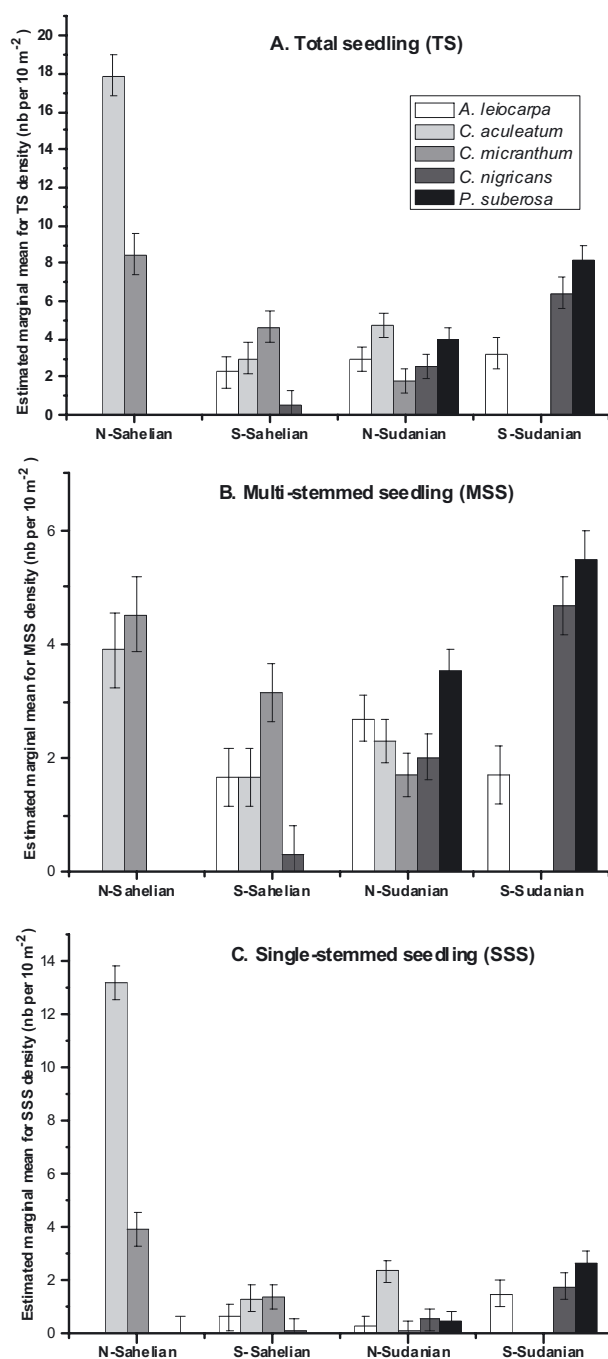 A. Total seedling (TS)
Estimated marginal mean for TS density (nb per 10 m⁻²)
20
18
16
14
12
10
8
6
4
2
0
A. leiocarpa
C. aculeatum
C. micranthum
C. nigricans
P. suberosa
N-Sahelian S-Sahelian N-Sudanian S-Sudanian
B. Multi-stemmed seedling (MSS)
Estimated marginal mean for MSS density (nb per 10 m⁻²)
6
4
2
0
N-Sahelian S-Sahelian N-Sudanian S-Sudanian
C. Single-stemmed seedling (SSS)
Estimated marginal mean for SSS density (nb per 10 m⁻²)
14
12
10
8
6
4
2
0
N-Sahelian S-Sahelian N-Sudanian S-Sudanian